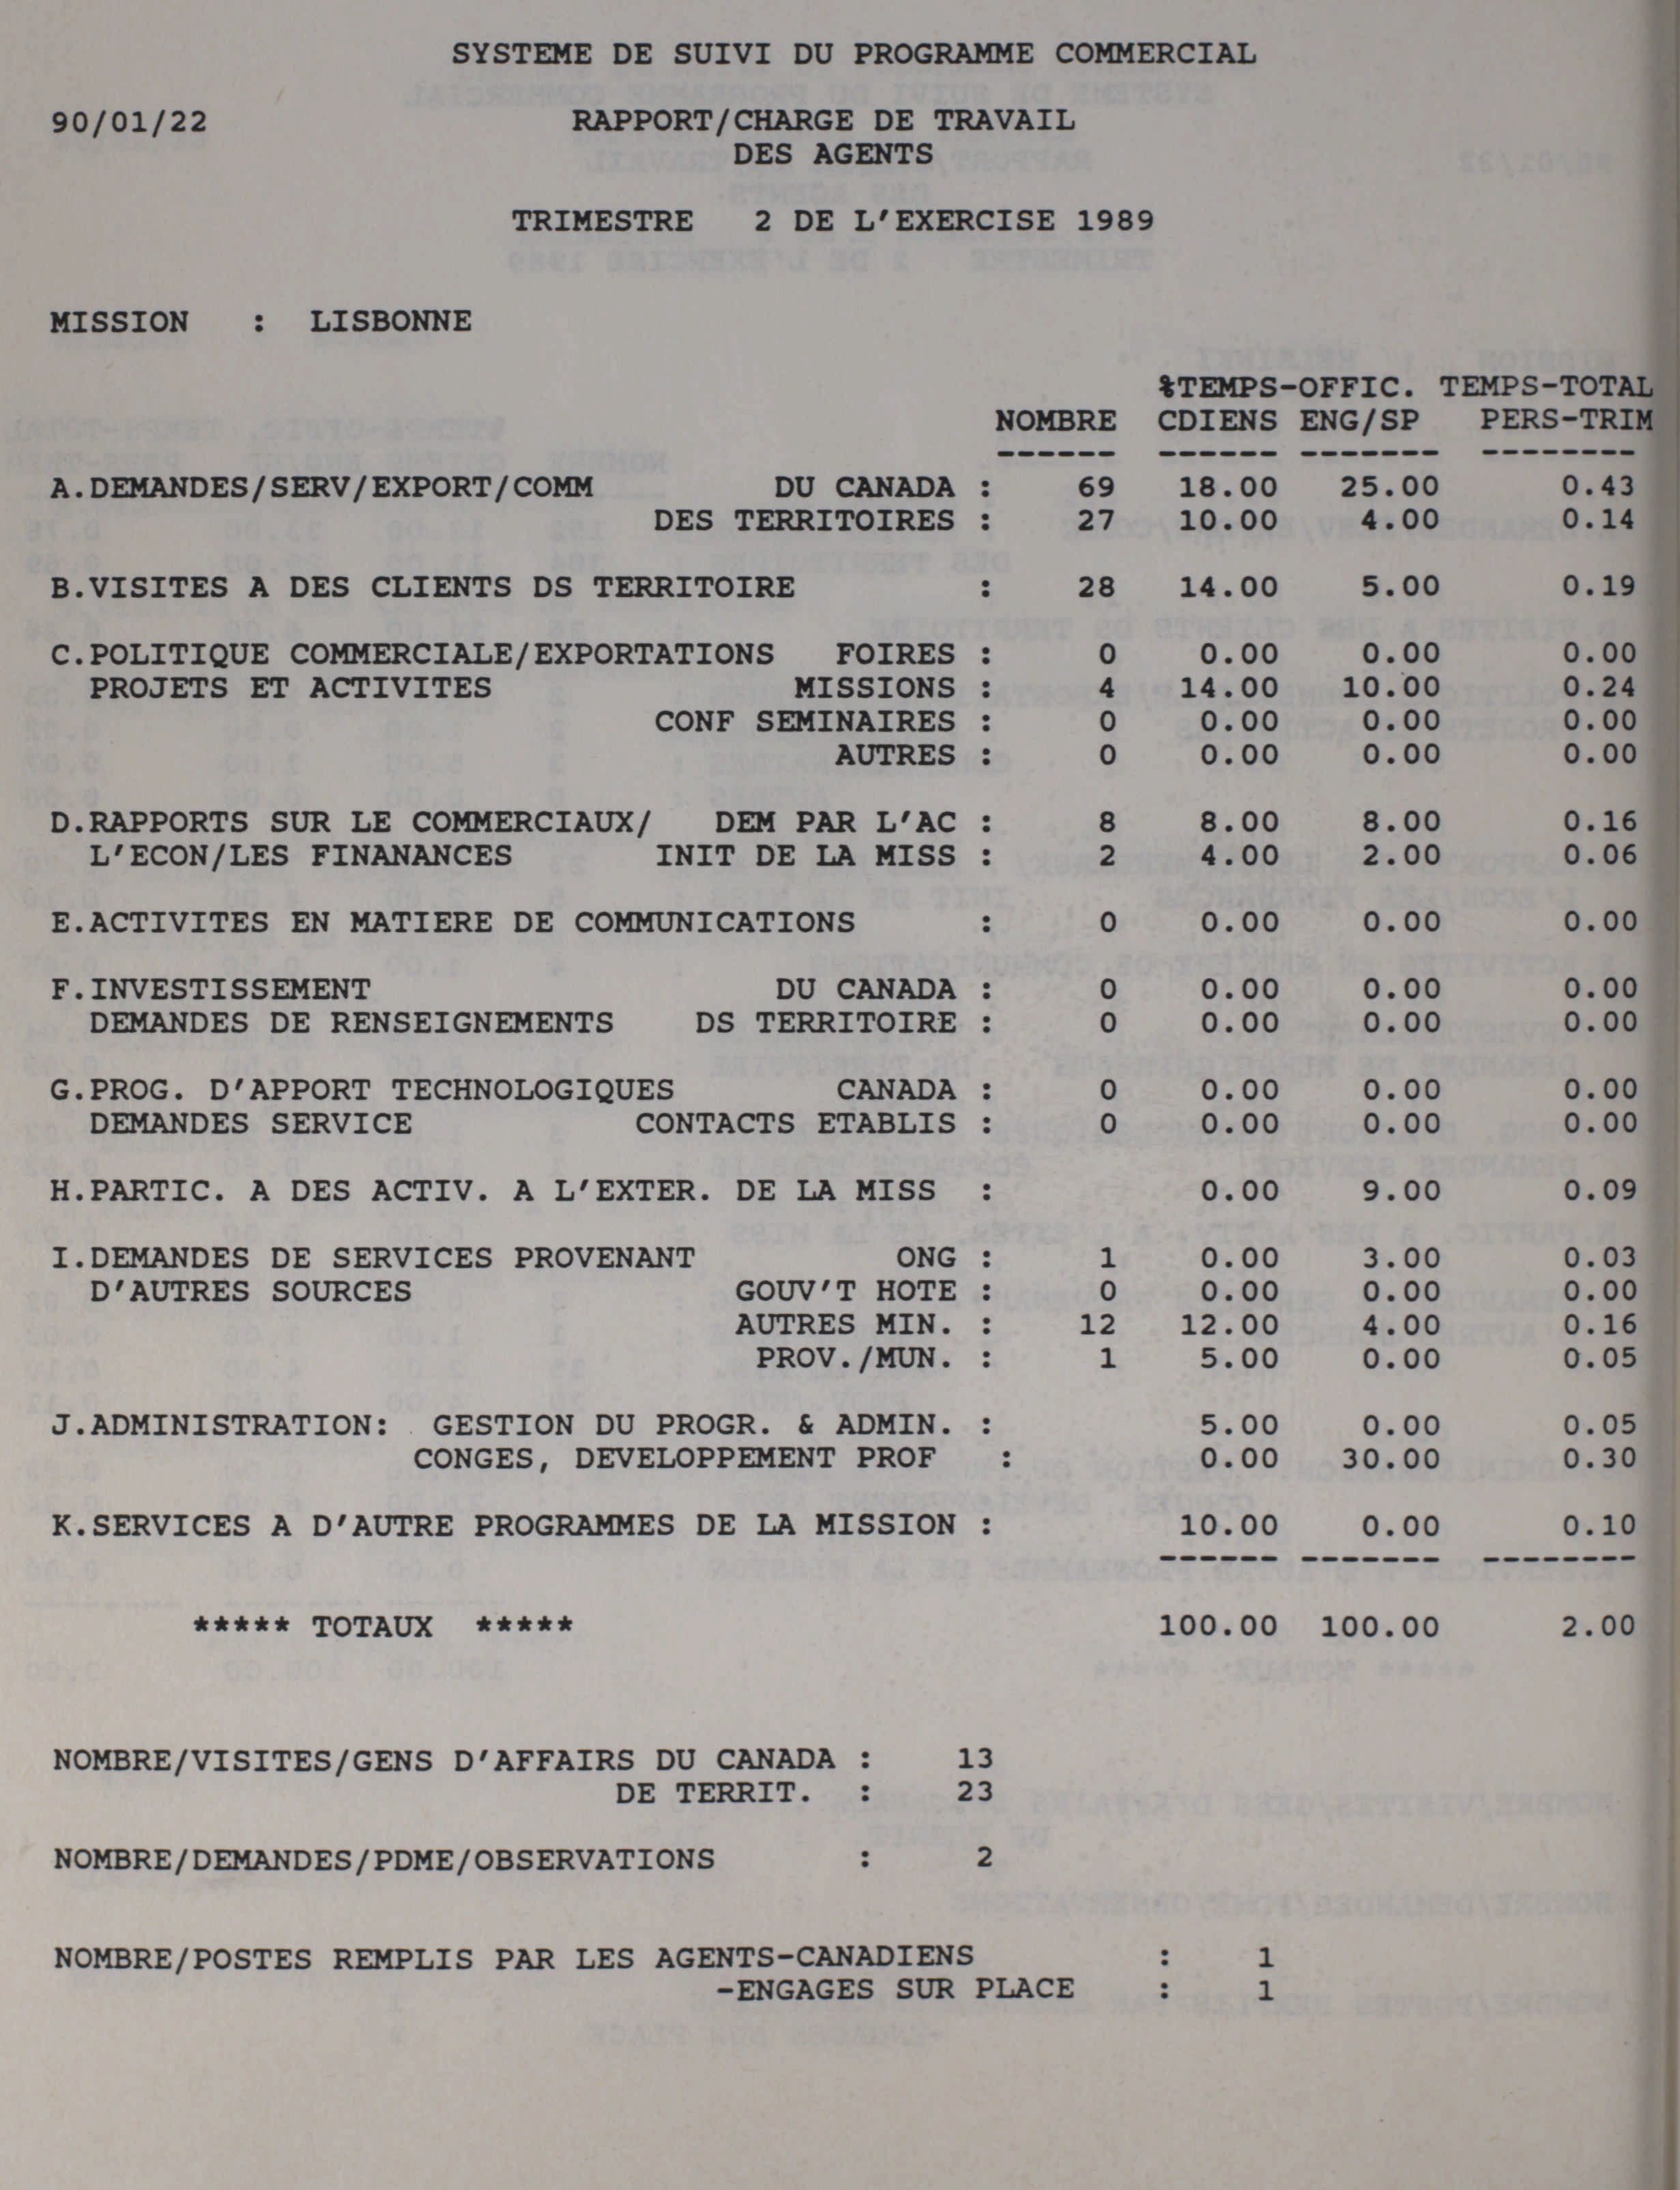 SYSTEME DE SUIVI DU PROGRAMME COMMERCIAL
90/01/22 RAPPORT/CHARGE DE TRAVAIL
DES AGENTS
TRIMESTRE 2 DE L'EXERCISE 1989
MISSION : LISBONNE
%TEMPS-OFFIC. TEMPS-TOTAL
NOMBRE CDIENS ENG/SP PERS-TRIM
------ ------ ------- --------
A.DEMANDES/SERV/EXPORT/COMM DU CANADA : 69 18.00 25.00 0.43
DES TERRITOIRES : 27 10.00 4.00 0.14
B.VISITES A DES CLIENTS DS TERRITOIRE : 28 14.00 5.00 0.19
C.POLITIQUE COMMERCIALE/EXPORTATIONS FOIRES : 0 0.00 0.00 0.00
PROJETS ET ACTIVITES MISSIONS : 4 14.00 10.00 0.24
CONF SEMINAIRES : 0 0.00 0.00 0.00
AUTRES : 0 0.00 0.00 0.00
D.RAPPORTS SUR LE COMMERCIAUX/ DEM PAR L'AC : 8 8.00 8.00 0.16
L'ECON/LES FINANANCES INIT DE LA MISS : 2 4.00 2.00 0.06
E.ACTIVITES EN MATIERE DE COMMUNICATIONS : 0 0.00 0.00 0.00
F.INVESTISSEMENT DU CANADA : 0 0.00 0.00 0.00
DEMANDES DE RENSEIGNEMENTS DS TERRITOIRE : 0 0.00 0.00 0.00
G.PROG. D'APPORT TECHNOLOGIQUES CANADA : 0 0.00 0.00 0.00
DEMANDES SERVICE CONTACTS ETABLIS : 0 0.00 0.00 0.00
H.PARTIC. A DES ACTIV. A L'EXTER. DE LA MISS : 0.00 9.00 0.09
I.DEMANDES DE SERVICES PROVENANT ONG : 1 0.00 3.00 0.03
D'AUTRES SOURCES GOUV'T HOTE : 0 0.00 0.00 0.00
AUTRES MIN. : 12 12.00 4.00 0.16
PROV./MUN. : 1 5.00 0.00 0.05
J.ADMINISTRATION: GESTION DU PROGR. & ADMIN. : 5.00 0.00 0.05
CONGES, DEVELOPPEMENT PROF : 0.00 30.00 0.30
K.SERVICES A D'AUTRE PROGRAMMES DE LA MISSION : 10.00 0.00 0.10
------ ------- --------
***** TOTAUX ***** 100.00 100.00 2.00
NOMBRE/VISITES/GENS D'AFFAIRS DU CANADA : 13
DE TERRIT. : 23
NOMBRE/DEMANDES/PDME/OBSERVATIONS : 2
NOMBRE/POSTES REMPLIS PAR LES AGENTS-CANADIENS : 1
-ENGAGES SUR PLACE : 1